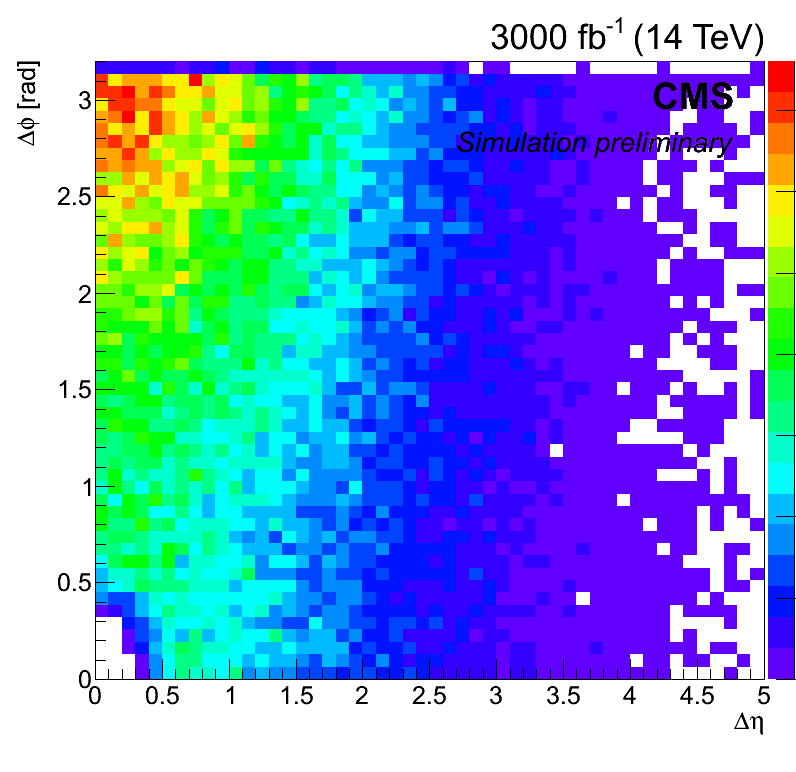 3000 fb-1 (14 TeV)
CMS
Simulation preliminary
Δϕ [rad]
3
2.5
2
1.5
1
0.5
0
0 0.5 1 1.5 2 2.5 3 3.5 4 4.5 5
Δη